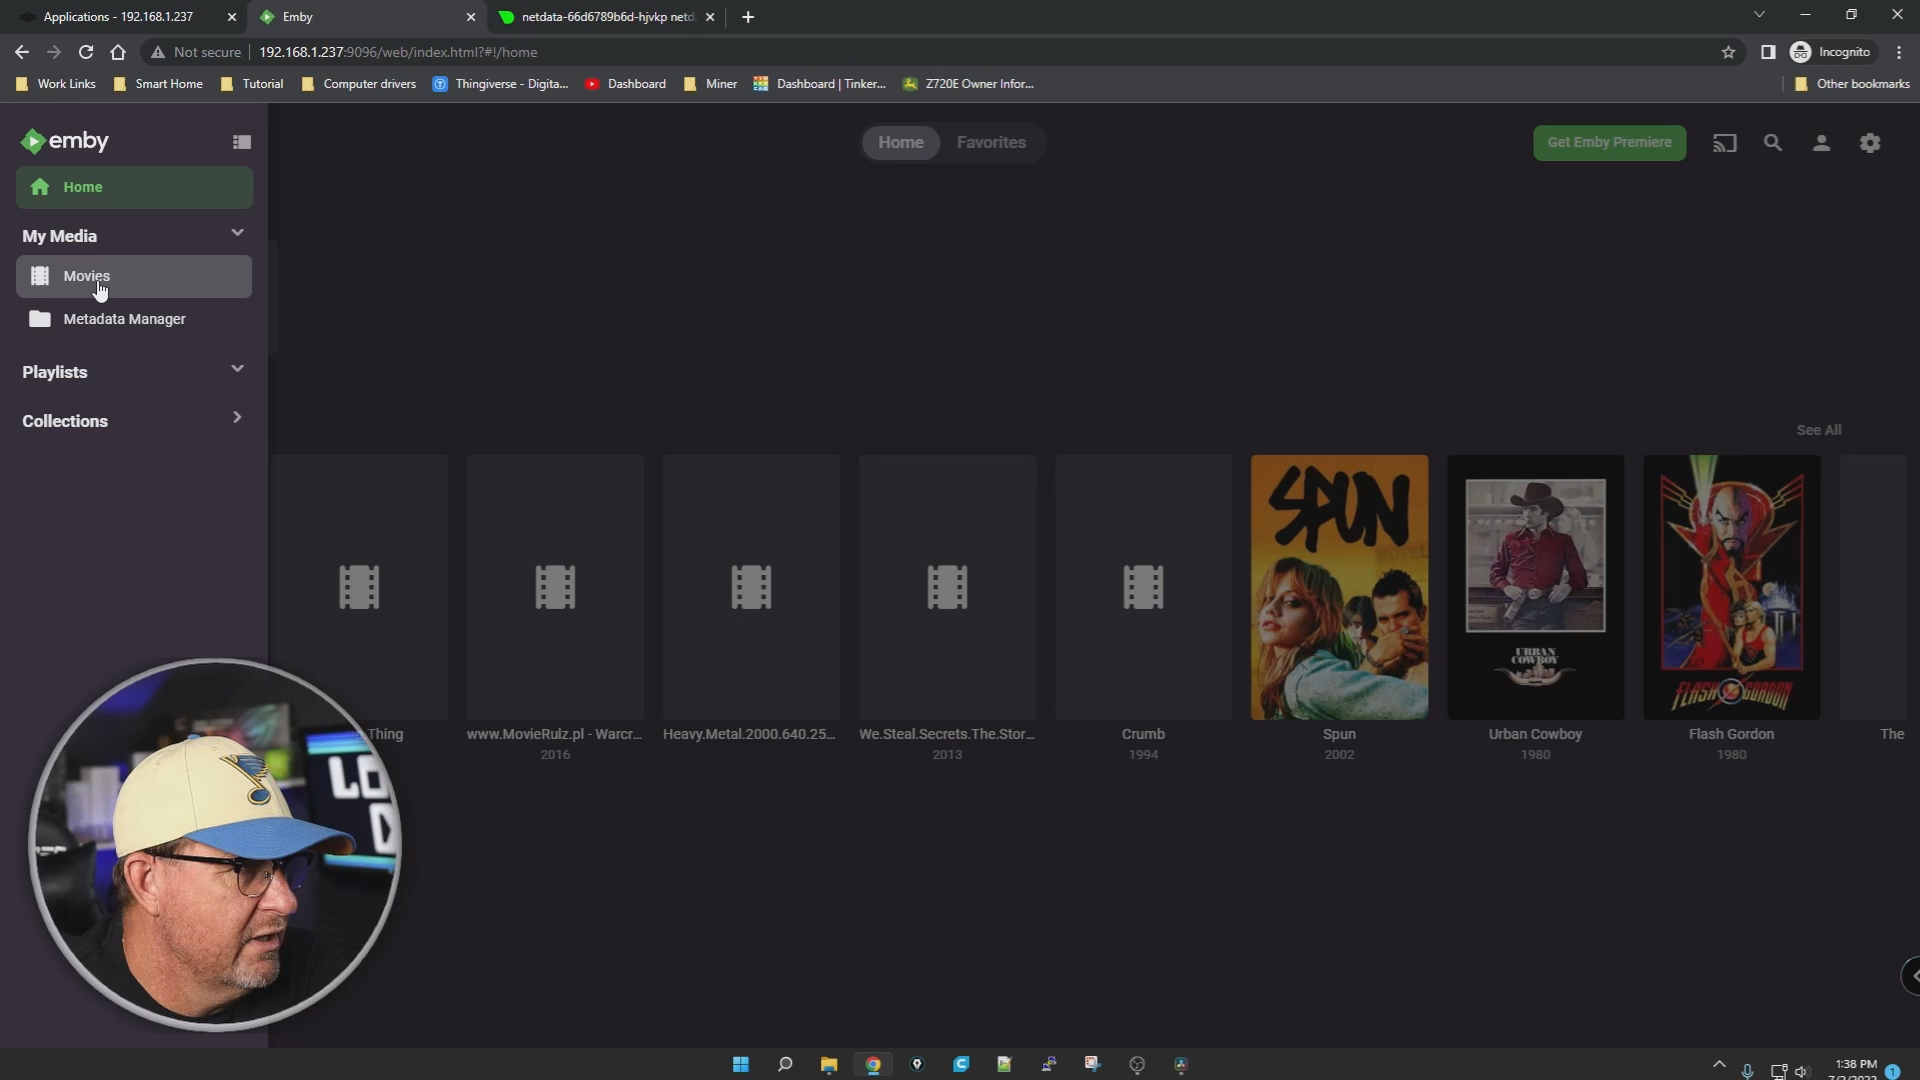 Applications - 192.168.1.237
Emby
netdata-66d6789b6d-hjvkp netd
Not secure
192.168.1.237:9096/web/index.html?#!/home
Incognito
Work Links
Smart Home
Tutorial
Computer drivers
Thingiverse - Digita...
Dashboard
Miner
Dashboard | Tinker...
Z720E Owner Infor...
Other bookmarks
emby
Home
Favorites
Get Emby Premiere
Home
My Media
Movies
Metadata Manager
Playlists
Collections
See All
SPUN
MOTEL
URBAN
COWBOY
FLASH GORDON
Thing
www.MovieRulz.pl - Warcr...
2016
Heavy.Metal.2000.640.25...
We.Steal.Secrets.The.Stor...
2013
Crumb
1994
Spun
2002
Urban Cowboy
1980
Flash Gordon
1980
The
LO
D
1:38 PM
1